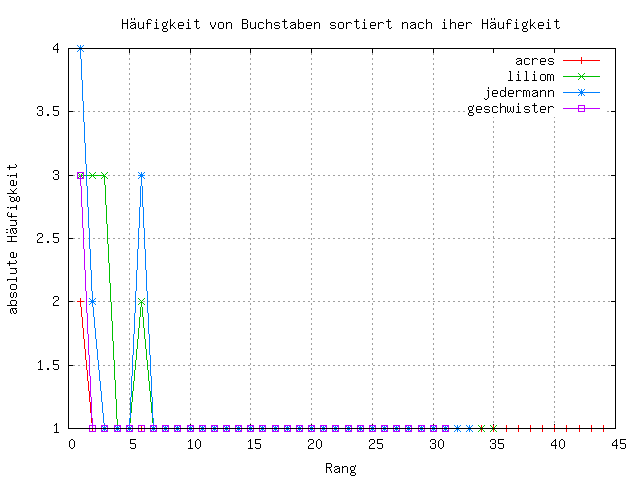 Häufigkeit von Buchstaben sortiert nach iher Häufigkeit
acres
liliom
jedermann
geschwister
absolute Häufigkeit
4
3.5
3
2.5
2
1.5
1
0 5 10 15 20 25 30 35 40 45
Rang